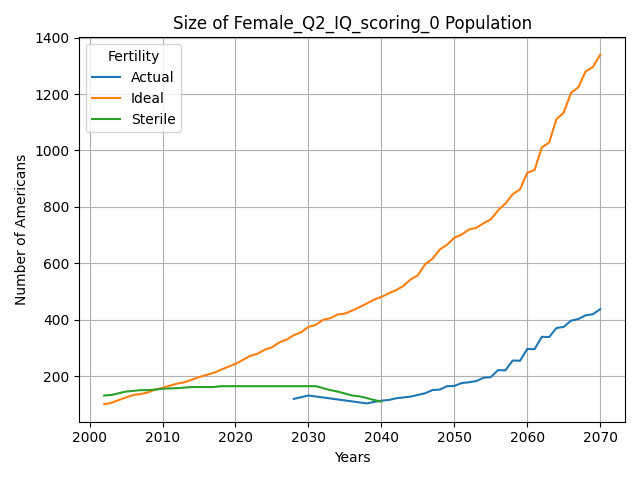 Size of Female_Q2_IQ_scoring_0 Population
Fertility
Actual
Ideal
Sterile
Number of Americans
1400
1200
1000
800
600
400
200
2000 2010 2020 2030 2040 2050 2060 2070
Years